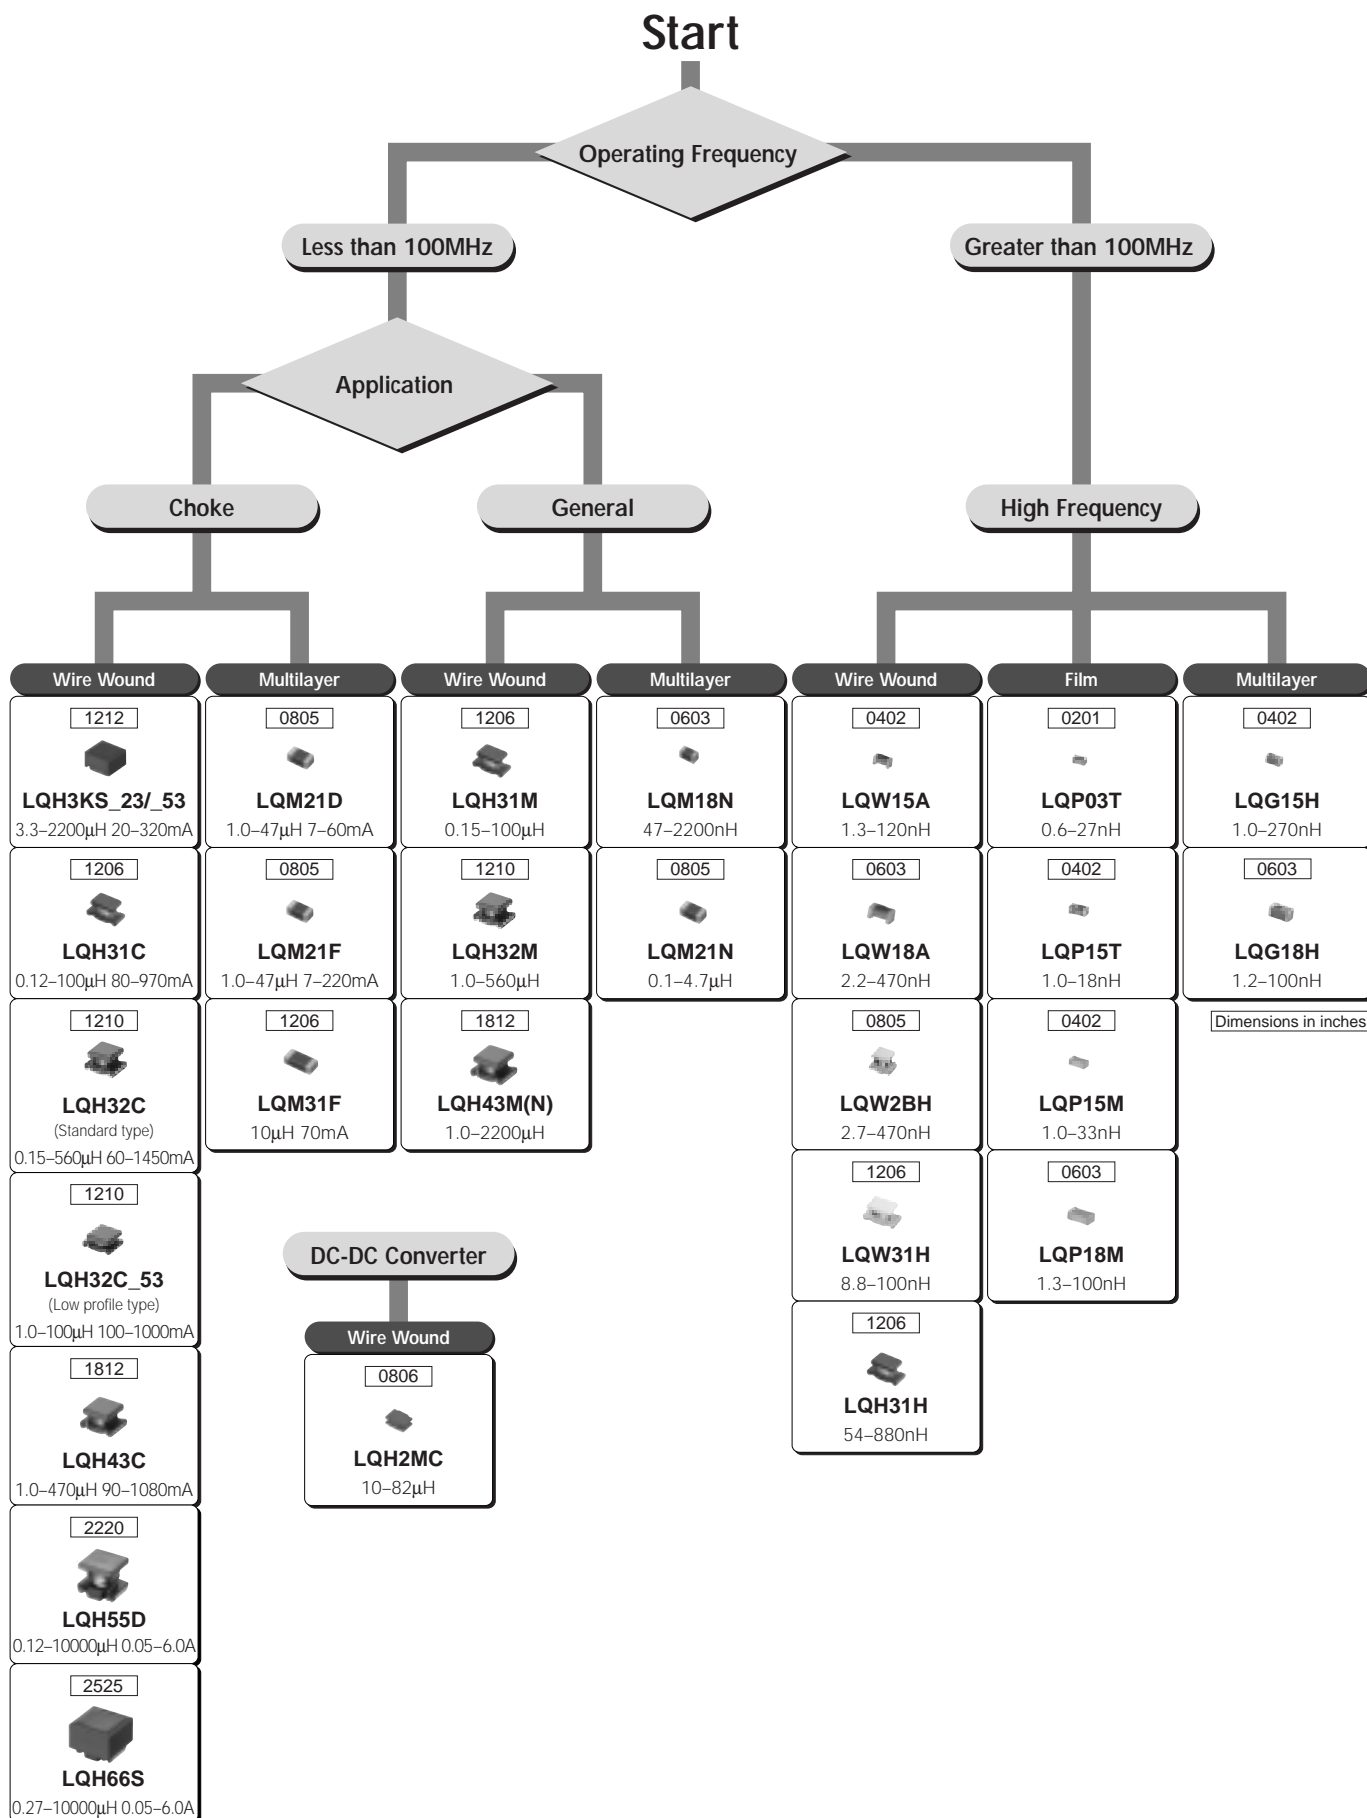 Start
Operating Frequency
Less than 100MHz
Greater than 100MHz
Application
Choke
General
High Frequency
Wire Wound
1212
LQH3KS_23/_53
3.3–2200µH 20–320mA
1206
LQH31C
0.12–100µH 80–970mA
1210
LQH32C
(Standard type)
0.15–560µH 60–1450mA
1210
LQH32C_53
(Low profile type)
1.0–100µH 100–1000mA
1812
LQH43C
1.0–470µH 90–1080mA
2220
LQH55D
0.12–10000µH 0.05–6.0A
2525
LQH66S
0.27–10000µH 0.05–6.0A
Multilayer
0805
LQM21D
1.0–47µH 7–60mA
0805
LQM21F
1.0–47µH 7–220mA
1206
LQM31F
10µH 70mA
Wire Wound
1206
LQH31M
0.15–100µH
1210
LQH32M
1.0–560µH
1812
LQH43M(N)
1.0–2200µH
Multilayer
0603
LQM18N
47–2200nH
0805
LQM21N
0.1–4.7µH
DC-DC Converter
Wire Wound
0806
LQH2MC
10–82µH
Wire Wound
0402
LQW15A
1.3–120nH
0603
LQW18A
2.2–470nH
0805
LQW2BH
2.7–470nH
1206
LQW31H
8.8–100nH
1206
LQH31H
54–880nH
Film
0201
LQP03T
0.6–27nH
0402
LQP15T
1.0–18nH
0402
LQP15M
1.0–33nH
0603
LQP18M
1.3–100nH
Multilayer
0402
LQG15H
1.0–270nH
0603
LQG18H
1.2–100nH
Dimensions in inches